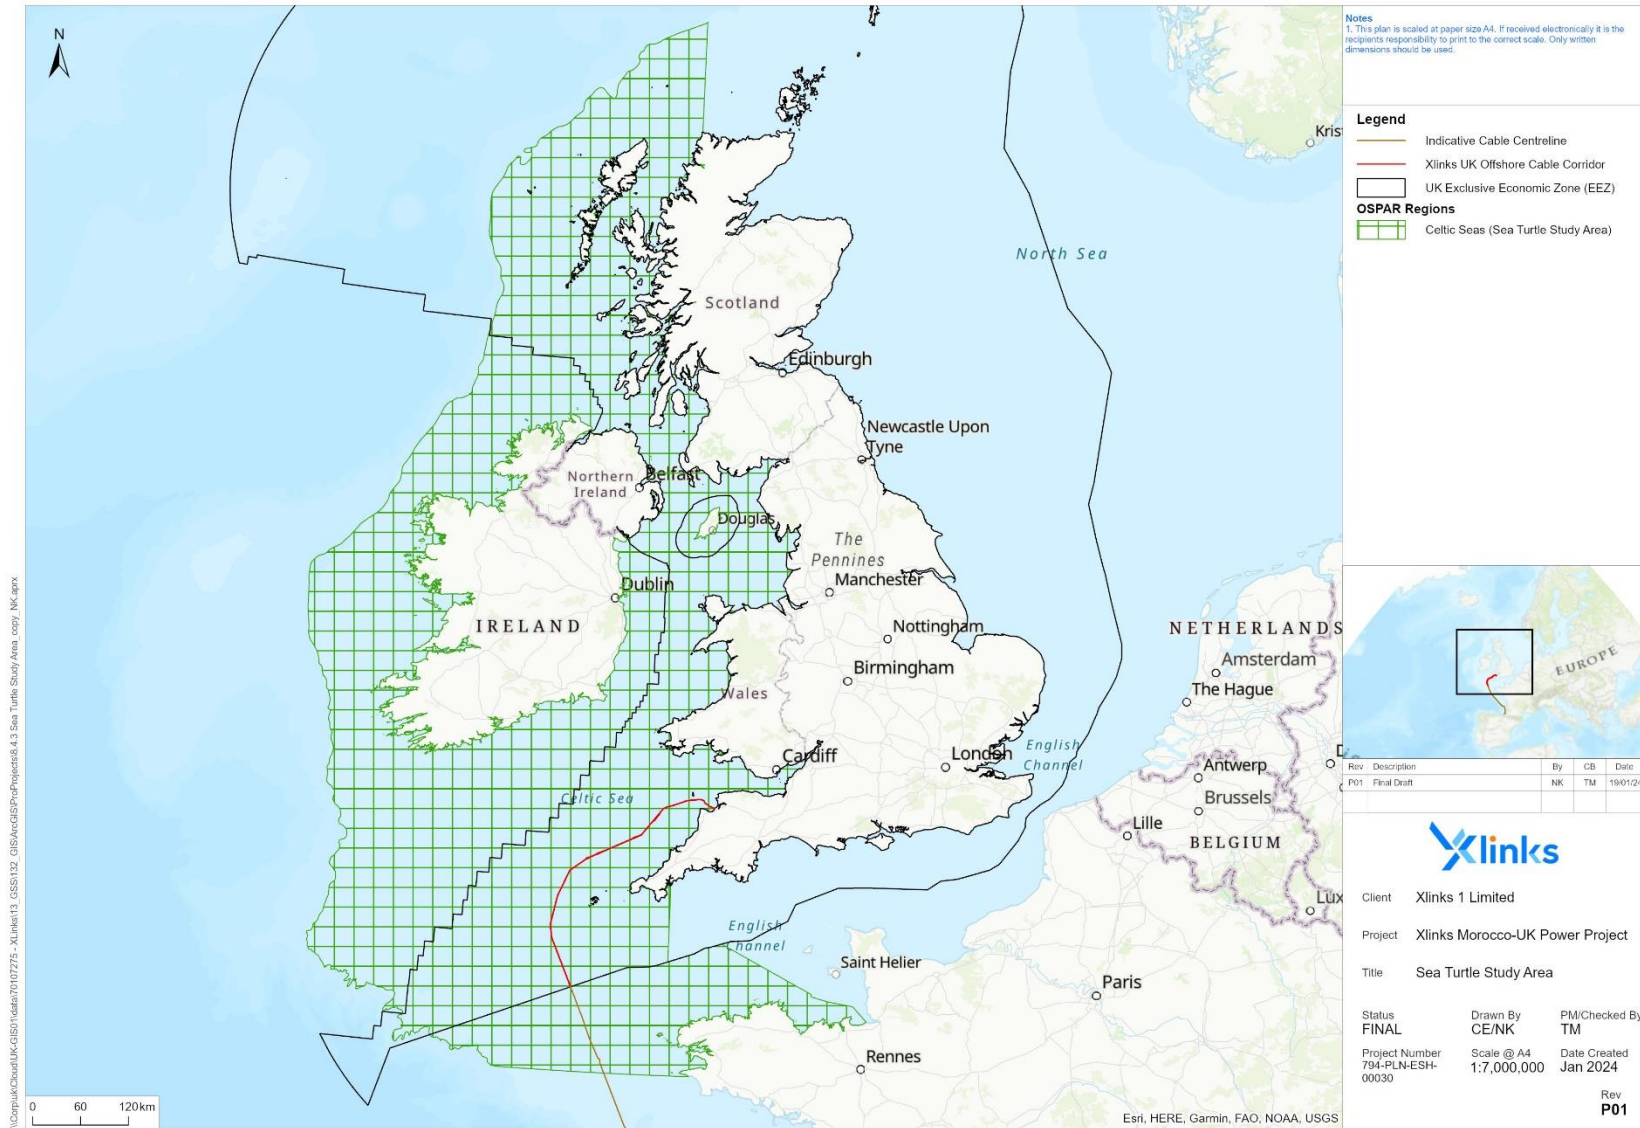 Notes
1. This plan is scaled at paper size A4. If received electronically it is the
recipients responsibility to print to the correct scale. Only written
dimensions should be used.
Legend
Indicative Cable Centreline
Xlinks UK Offshore Cable Corridor
UK Exclusive Economic Zone (EEZ)
OSPAR Regions
Celtic Seas (Sea Turtle Study Area)
N
Kris
North Sea
Scotland
Edinburgh
Newcastle Upon
Tyne
Northern
Ireland
Belfast
Douglas
The
Pennines
Manchester
Dublin
IRELAND
Nottingham
Birmingham
Wales
NETHERLANDS
Amsterdam
The Hague
Cardiff
London
English
Channel
Antwerp
Brussels
Celtic Sea
Lille
BELGIUM
Lux
English
Channel
Saint Helier
Paris
Rennes
EUROPE
Rev Description By CB Date
P01 Final Draft NK TM 19/01/24
Xlinks
Client Xlinks 1 Limited
Project Xlinks Morocco-UK Power Project
Title Sea Turtle Study Area
Status Drawn By PM/Checked By
FINAL CE/NK TM
Project Number Scale @ A4 Date Created
794-PLN-ESH-
00030 1:7,000,000 Jan 2024
Rev
P01
0 60 120 km
Esri, HERE, Garmin, FAO, NOAA, USGS